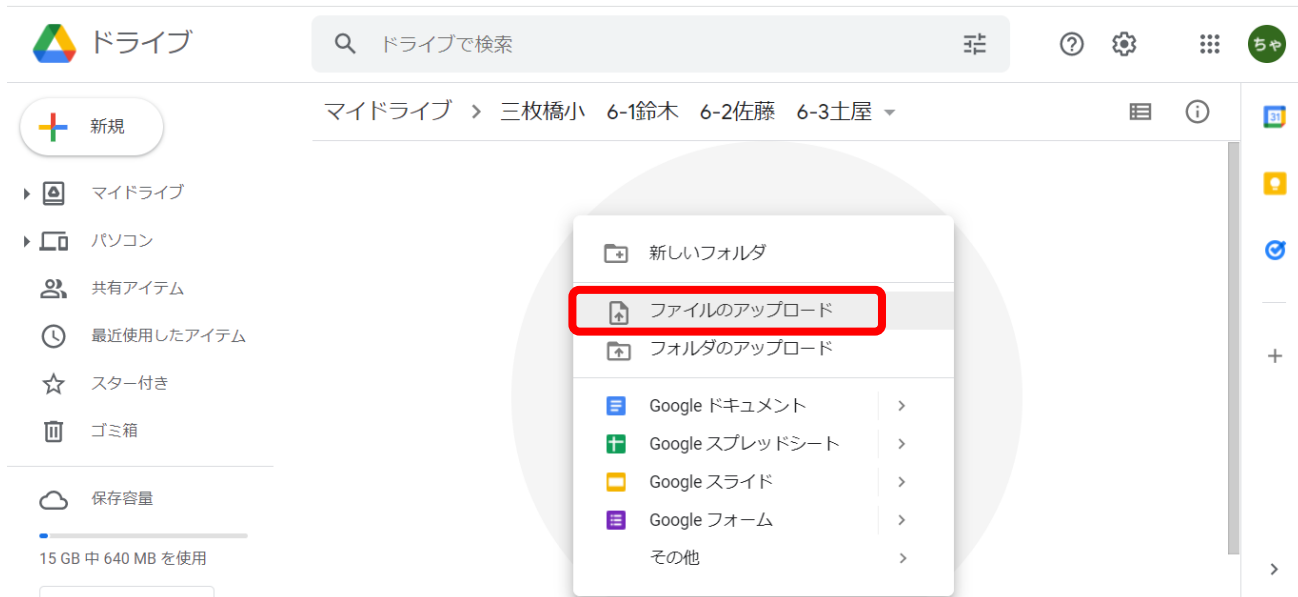 ドライブ
ドライブで検索
ちゃ
新規
マイドライブ
パソコン
共有アイテム
最近使用したアイテム
スター付き
ゴミ箱
保存容量
15 GB 中 640 MB を使用
マイドライブ > 三枚橋小 6-1鈴木 6-2佐藤 6-3土屋
新しいフォルダ
ファイルのアップロード
フォルダのアップロード
Google ドキュメント
Google スプレッドシート
Google スライド
Google フォーム
その他
31